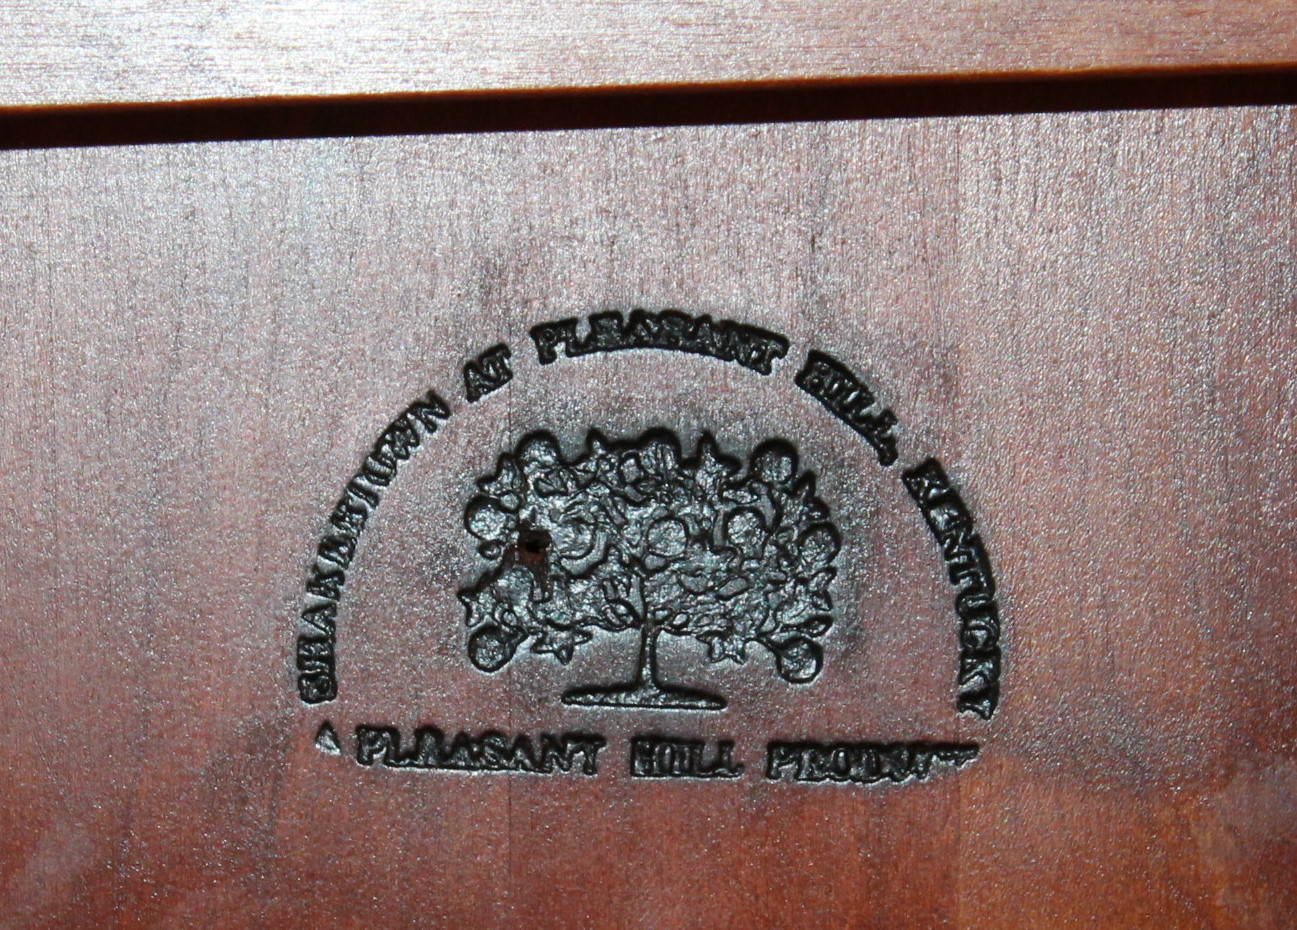 SHAKERTOWN AT PLEASANT HILL, KENTUCKY
A PLEASANT HILL PRODUCT